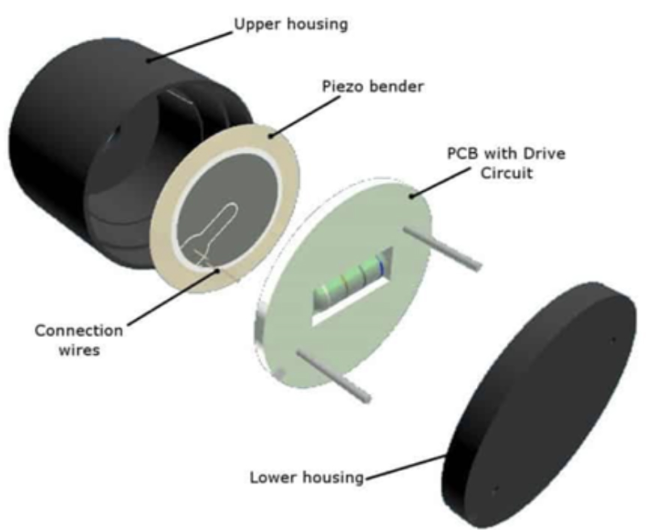 Upper housing
Piezo bender
PCB with Drive
Circuit
Connection
wires
Lower housing